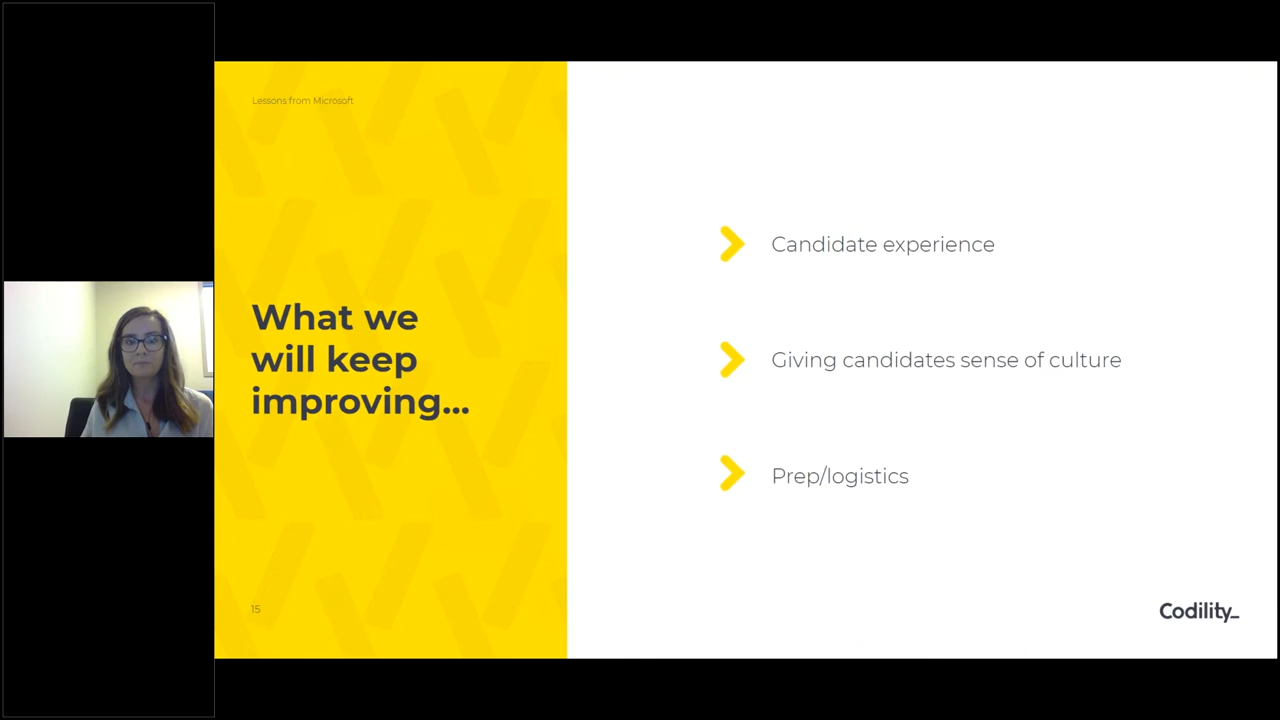 Lessons from Microsoft
What we
will keep
improving...
Candidate experience
Giving candidates sense of culture
Prep/logistics
15
Codility_